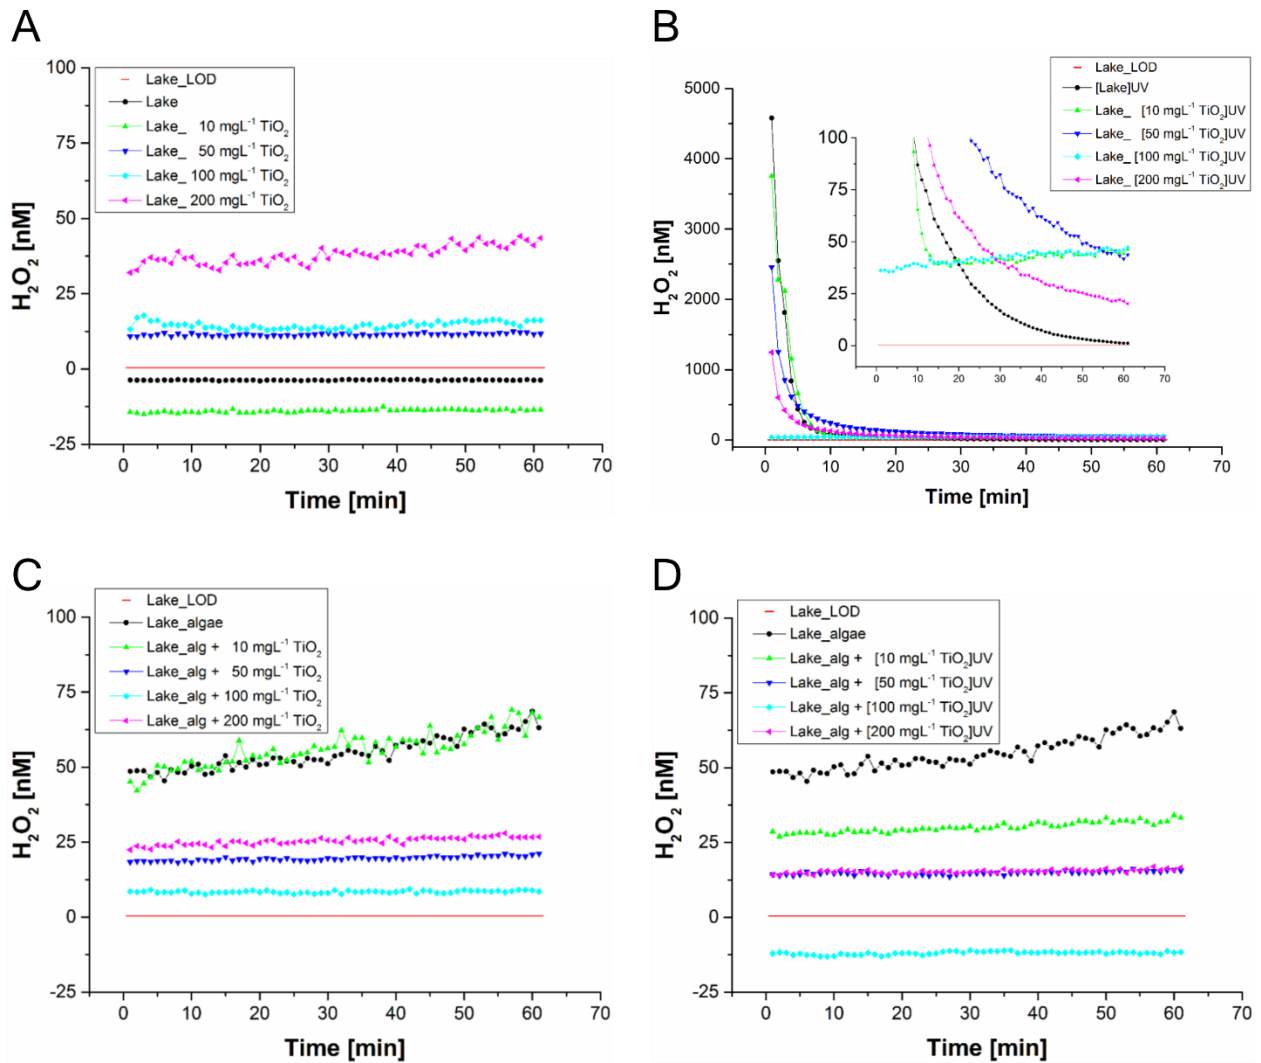 A
100
75
50
25
0
-25
H₂O₂ [nM]
Lake_LOD
Lake
Lake_ 10 mgL⁻¹ TiO₂
Lake_ 50 mgL⁻¹ TiO₂
Lake_ 100 mgL⁻¹ TiO₂
Lake_ 200 mgL⁻¹ TiO₂
0 10 20 30 40 50 60 70
Time [min]
B
5000
4500
4000
3500
3000
2500
2000
1000
0
H₂O₂ [nM]
Lake_LOD
[Lake]UV
Lake_ [10 mgL⁻¹ TiO₂]UV
Lake_ [50 mgL⁻¹ TiO₂]UV
Lake_ [100 mgL⁻¹ TiO₂]UV
Lake_ [200 mgL⁻¹ TiO₂]UV
100
75
50
25
0
0 10 20 30 40 50 60 70
0 10 20 30 40 50 60 70
Time [min]
C
100
75
50
25
0
-25
H₂O₂ [nM]
Lake_LOD
Lake_algae
Lake_alg + 10 mgL⁻¹ TiO₂
Lake_alg + 50 mgL⁻¹ TiO₂
Lake_alg + 100 mgL⁻¹ TiO₂
Lake_alg + 200 mgL⁻¹ TiO₂
0 10 20 30 40 50 60 70
Time [min]
D
100
75
50
25
0
-25
H₂O₂ [nM]
Lake_LOD
Lake_algae
Lake_alg + [10 mgL⁻¹ TiO₂]UV
Lake_alg + [50 mgL⁻¹ TiO₂]UV
Lake_alg + [100 mgL⁻¹ TiO₂]UV
Lake_alg + [200 mgL⁻¹ TiO₂]UV
0 10 20 30 40 50 60 70
Time [min]